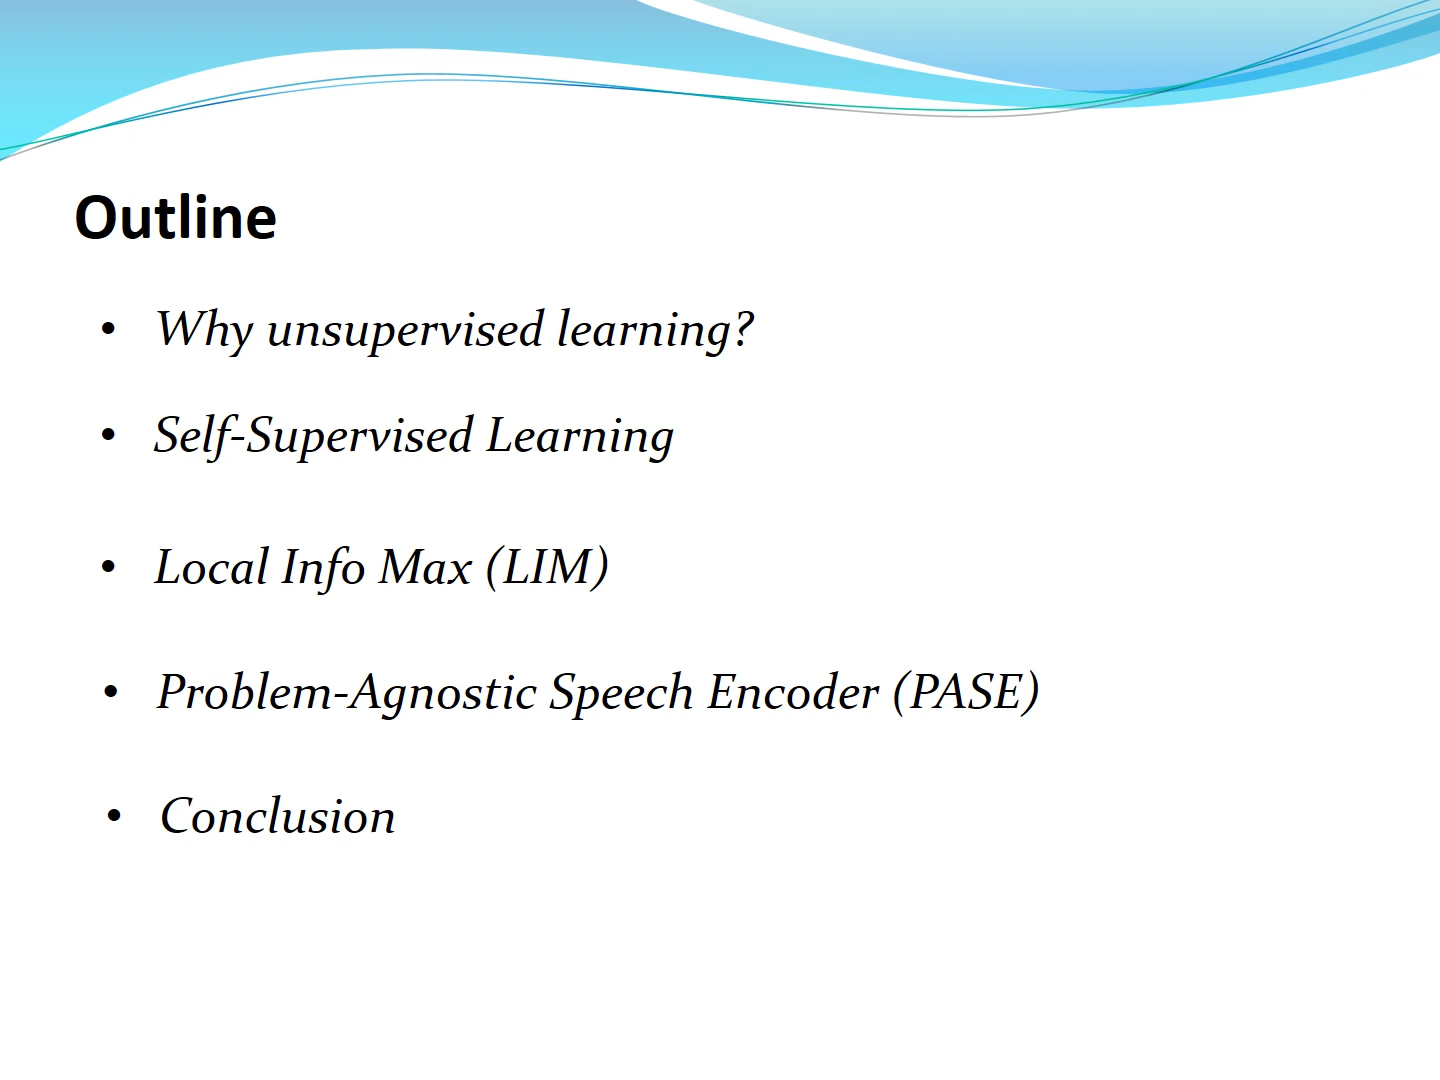 Outline
• Why unsupervised learning?
• Self-Supervised Learning
• Local Info Max (LIM)
• Problem-Agnostic Speech Encoder (PASE)
• Conclusion